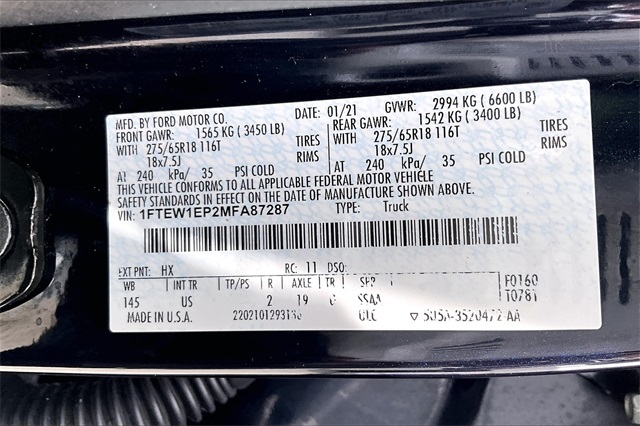 MFD. BY FORD MOTOR CO. DATE: 01/21 GVWR: 2994 KG ( 6600 LB)
FRONT GAWR: 1565 KG ( 3450 LB) REAR GAWR: 1542 KG ( 3400 LB)
WITH 275/65R18 116T TIRES WITH 275/65R18 116T TIRES
18x7.5J RIMS 18x7.5J RIMS
AT 240 kPa/ 35 PSI COLD AT 240 kPa/ 35 PSI COLD
THIS VEHICLE CONFORMS TO ALL APPLICABLE FEDERAL MOTOR VEHICLE
SAFETY STANDARDS IN EFFECT ON THE DATE OF MANUFACTURE SHOWN ABOVE.
VIN: 1FTEW1EP2MFA87287 TYPE: Truck
EXT PNT: HX RC: 11 DSO:
WB INT TR TP/PS R AXLE TR F0160
145 US 2 19 T0781
MADE IN U.S.A.